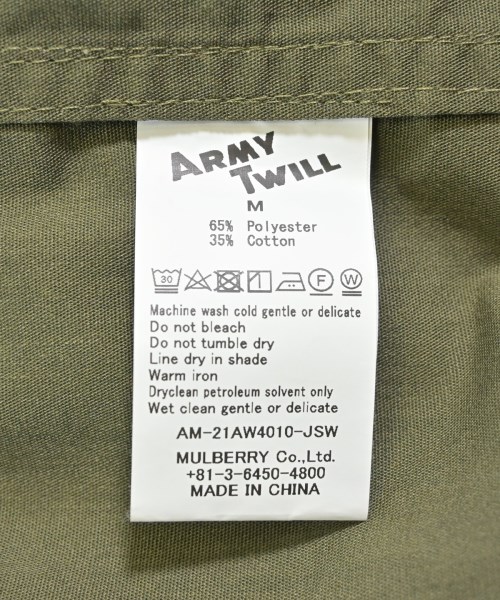 ARMY
TWILL
M
65% Polyester
35% Cotton
30 F W
Machine wash cold gentle or delicate
Do not bleach
Do not tumble dry
Line dry in shade
Warm iron
Dryclean petroleum solvent only
Wet clean gentle or delicate
AM-21AW4010-JSW
MULBERRY Co.,Ltd.
+81-3-6450-4800
MADE IN CHINA